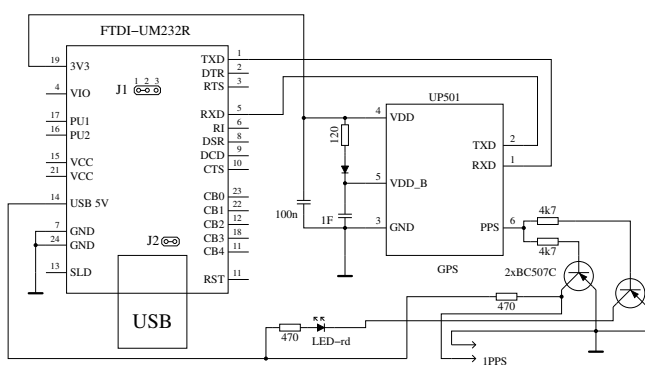 FTDI-UM232R
19 3V3
4 VIO
17 PU1
16 PU2
15 VCC
21 VCC
14 USB 5V
7 GND
24 GND
13 SLD
J1 1 2 3
J2
USB
TXD 1
DTR 2
RTS 3
RXD 5
RI 6
DSR 8
DCD 9
CTS 10
CB0 23
CB1 22
CB2 12
CB3 18
CB4 11
RST 11
100n
120
1F
UP501
4 VDD
5 VDD_B
3 GND
TXD 2
RXD 1
PPS 6
GPS
4k7
4k7
2xBC507C
470
470
LED-rd
1PPS